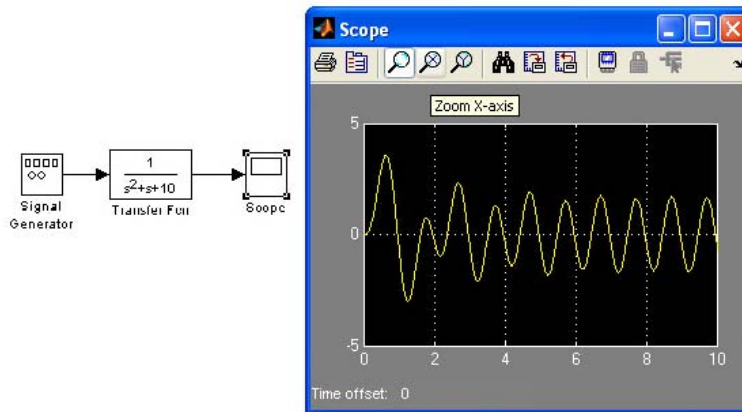 Scope
Zoom X-axis
5
0
-5
0
2
4
6
8
10
Time offset: 0
1
s²+s+10
Signal
Generator
Transfer Fcn
Scope